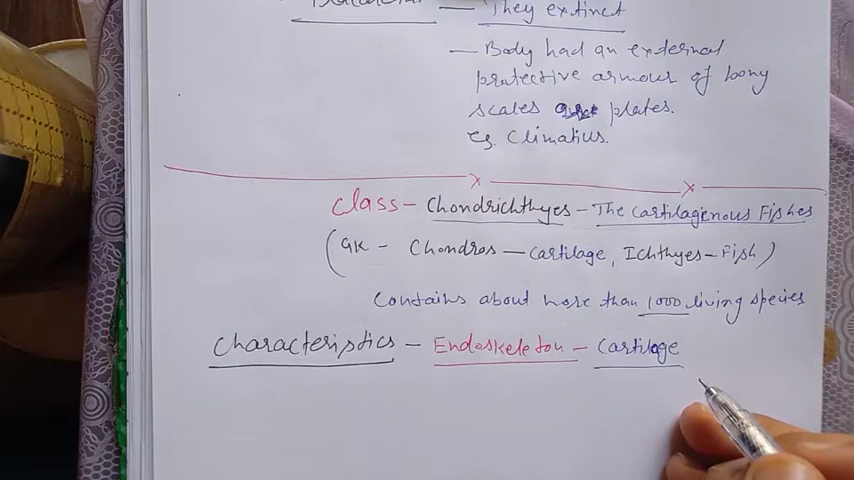 — They extinct
— Body had an external
protective armour of bony
scales plates.
Eg. Climatius.
Class – Chondrichthyes – The Cartilagenous Fishes
(GK – Chondros — Cartilage, Ichthyes – Fish)
Contains about more than 1000 living species
Characteristics – Endoskeleton – Cartilage